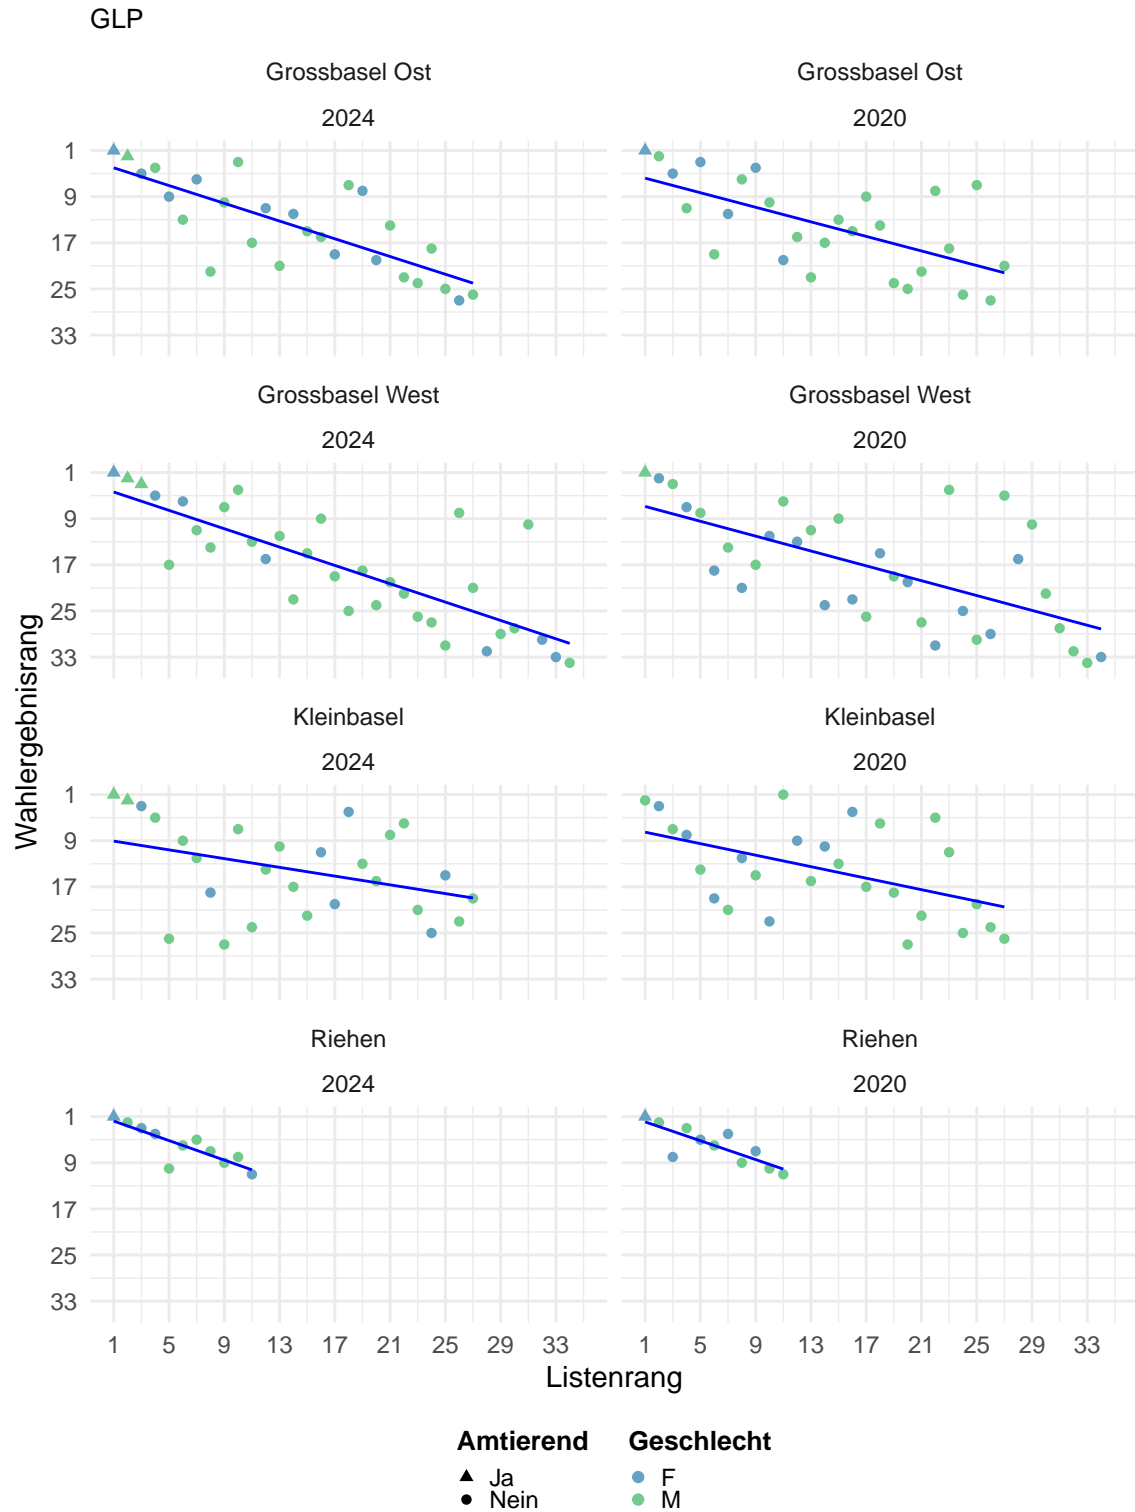 GLP
Grossbasel Ost
Grossbasel Ost
2024
2020
1
9
17
25
33
Grossbasel West
Grossbasel West
2024
2020
1
9
17
25
33
Kleinbasel
Kleinbasel
2024
2020
1
9
17
25
33
Riehen
Riehen
2024
2020
1
9
17
25
33
Wahlergebnisrang
1 5 9 13 17 21 25 29 33
1 5 9 13 17 21 25 29 33
Listenrang
Amtierend
Ja
Nein
Geschlecht
F
M